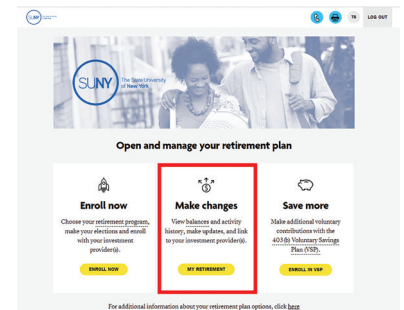 SUNY
TB LOG OUT
SUNY
The State University
of New York
Open and manage your retirement plan
Enroll now
Choose your retirement program,
make your elections and enroll
with your investment
provider(s).
ENROLL NOW
Make changes
View balances and activity
history, make updates, and link
to your investment provider(s).
MY RETIREMENT
Save more
Make additional voluntary
contributions with the
403(b) Voluntary Savings
Plan (VSP).
ENROLL IN VSP
For additional information about your retirement plan options, click here